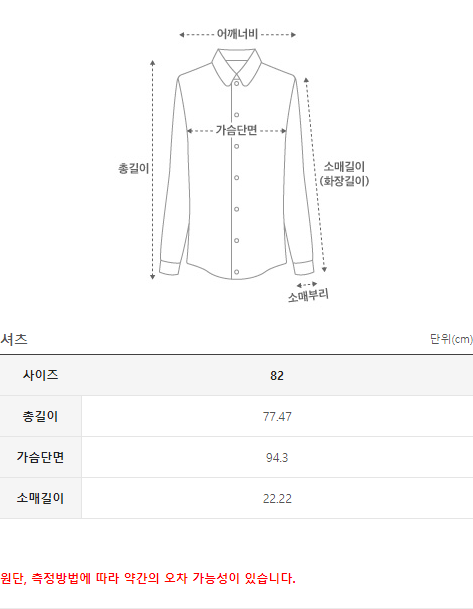 어깨너비
가슴단면
총길이
소매길이
(화장길이)
소매부리
셔츠 단위(cm)
사이즈 82
총길이 77.47
가슴단면 94.3
소매길이 22.22
원단, 측정방법에 따라 약간의 오차 가능성이 있습니다.